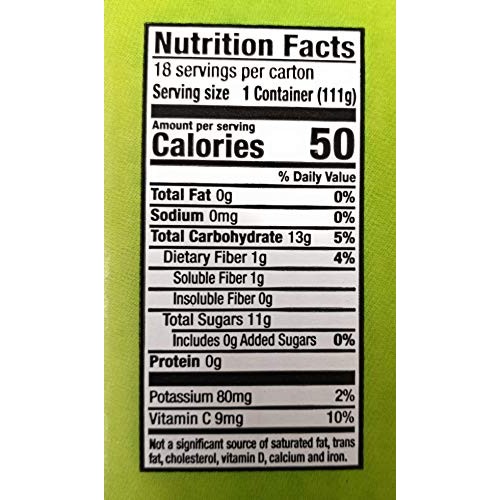 Nutrition Facts
18 servings per carton
Serving size 1 Container (111g)
Amount per serving
Calories 50
% Daily Value
Total Fat 0g 0%
Sodium 0mg 0%
Total Carbohydrate 13g 5%
Dietary Fiber 1g 4%
Soluble Fiber 1g
Insoluble Fiber 0g
Total Sugars 11g
Includes 0g Added Sugars 0%
Protein 0g
Potassium 80mg 2%
Vitamin C 9mg 10%
Not a significant source of saturated fat, trans
fat, cholesterol, vitamin D, calcium and iron.